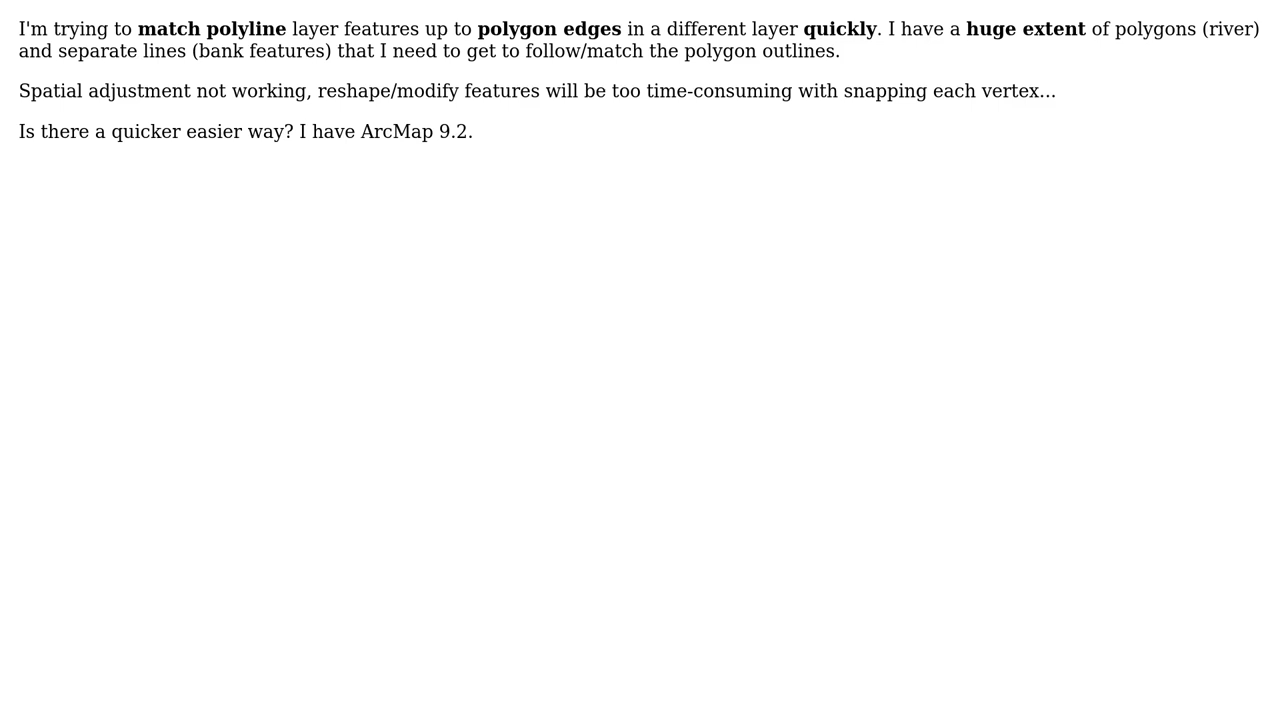 I'm trying to match polyline layer features up to polygon edges in a different layer quickly. I have a huge extent of polygons (river)
and separate lines (bank features) that I need to get to follow/match the polygon outlines.
Spatial adjustment not working, reshape/modify features will be too time-consuming with snapping each vertex...
Is there a quicker easier way? I have ArcMap 9.2.